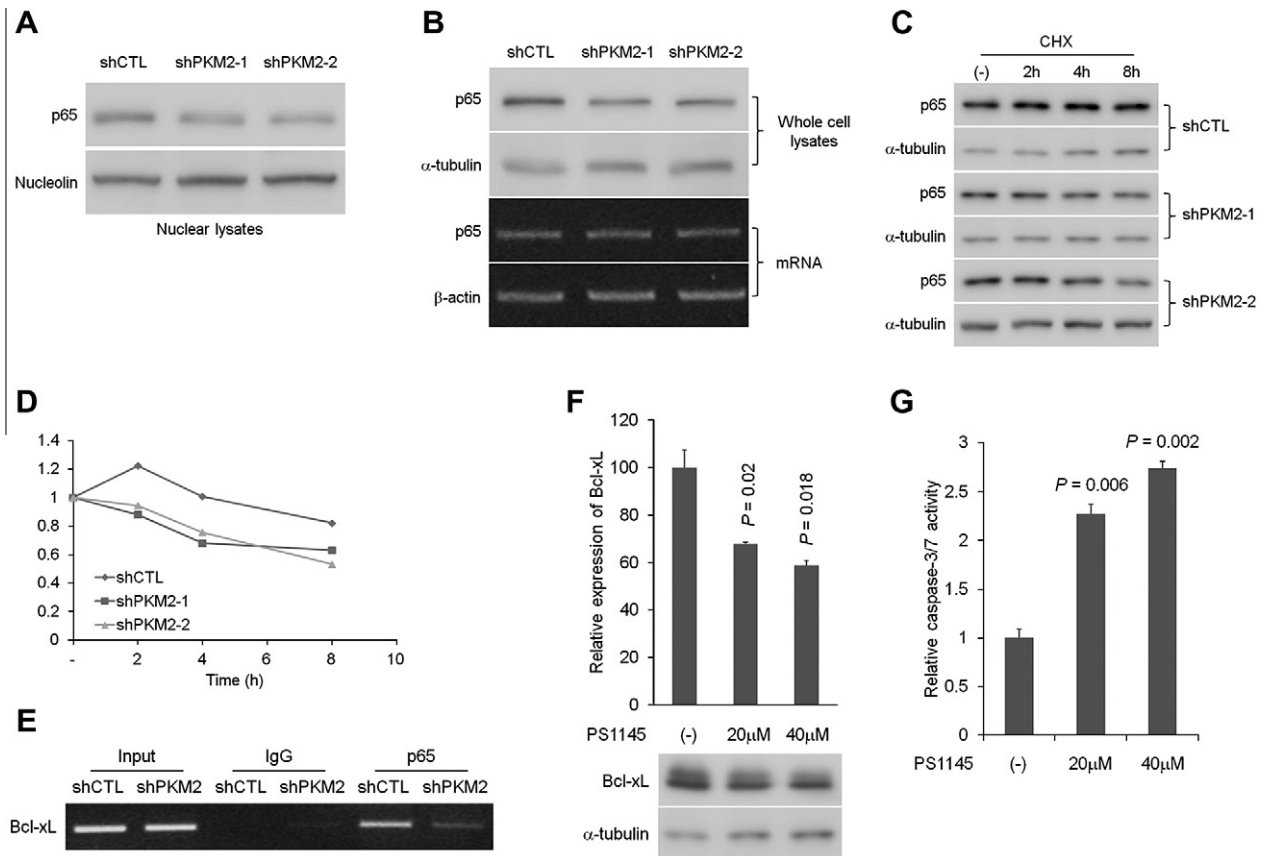 A
shCTL shPKM2-1 shPKM2-2
p65
Nucleolin
Nuclear lysates
B
shCTL shPKM2-1 shPKM2-2
p65
α-tubulin
Whole cell
lysates
p65
β-actin
mRNA
C
CHX
(-) 2h 4h 8h
p65
α-tubulin
shCTL
p65
α-tubulin
shPKM2-1
p65
α-tubulin
shPKM2-2
D
1.4
1.2
1
0.8
0.6
0.4
0.2
0
shCTL
shPKM2-1
shPKM2-2
- 2 4 6 8 10
Time (h)
E
Input IgG p65
shCTL shPKM2 shCTL shPKM2 shCTL shPKM2
Bcl-xL
F
Relative expression of Bcl-xL
120
100
80
60
40
20
0
P = 0.02
P = 0.018
PS1145 (-) 20μM 40μM
Bcl-xL
α-tubulin
G
Relative caspase-3/7 activity
3
2.5
2
1.5
1
0.5
0
P = 0.006
P = 0.002
PS1145 (-) 20μM 40μM